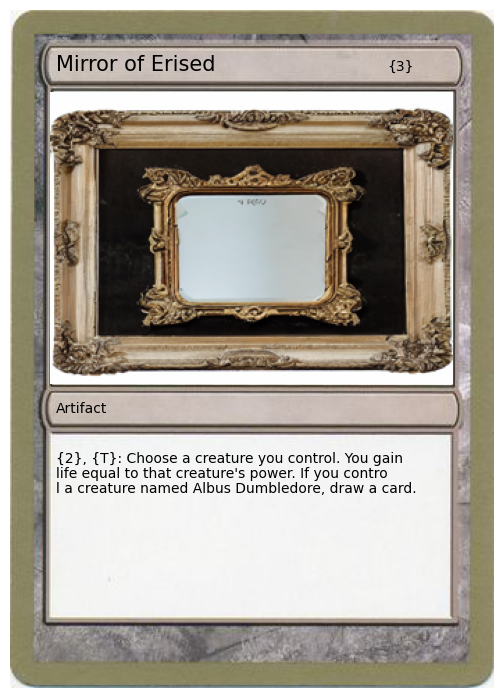 Mirror of Erised {3}
Artifact
{2}, {T}: Choose a creature you control. You gain
life equal to that creature's power. If you contro
l a creature named Albus Dumbledore, draw a card.